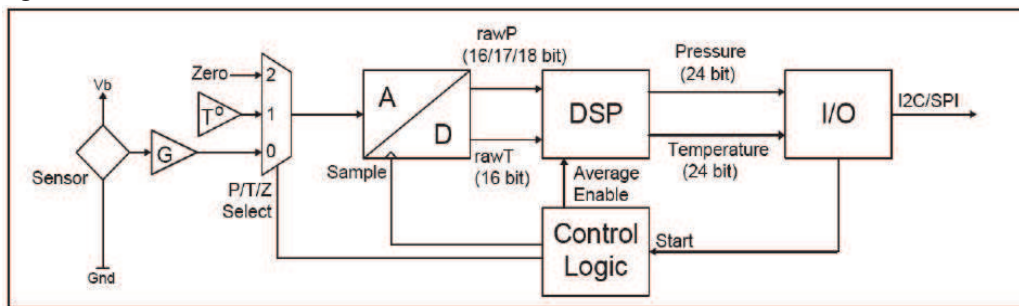 rawP
(16/17/18 bit)
Pressure
(24 bit)
Zero
2
Vb
T°
1
A
D
DSP
I/O
I2C/SPI
G
0
Sensor
Sample
rawT
(16 bit)
Temperature
(24 bit)
P/T/Z
Select
Average
Enable
Control
Logic
Start
Gnd